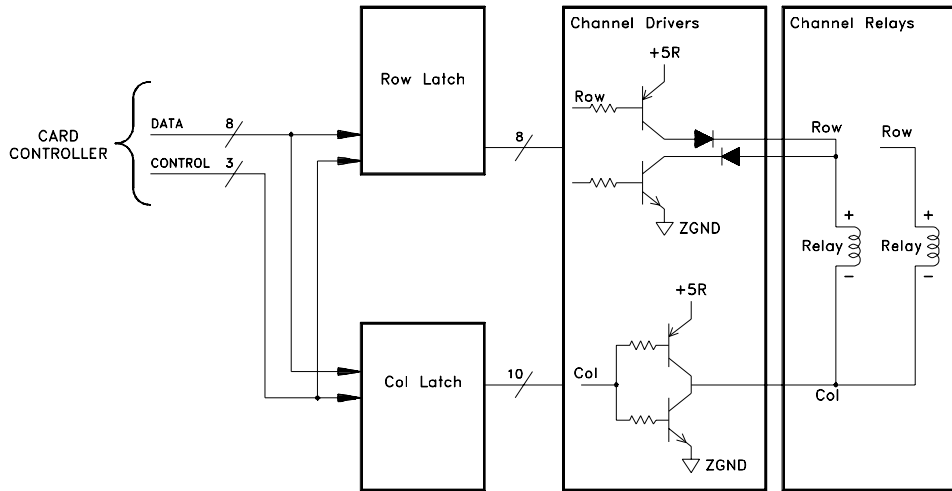 Channel Drivers
Channel Relays
+5R
Row Latch
Row
CARD
CONTROLLER
DATA
8
8
Row
Row
CONTROL
3
ZGND
+
+
Relay
Relay
−
−
+5R
Col Latch
10
Col
Col
ZGND